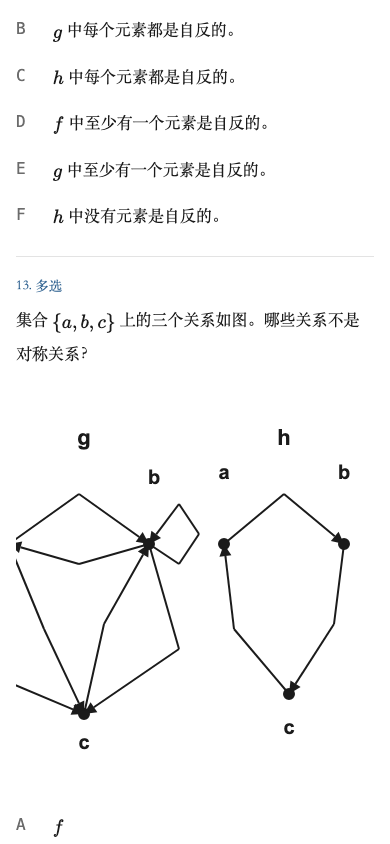 B g 中每个元素都是自反的。
C h 中每个元素都是自反的。
D f 中至少有一个元素是自反的。
E g 中至少有一个元素是自反的。
F h 中没有元素是自反的。
13. 多选
集合 {a, b, c} 上的三个关系如图。哪些关系不是
对称关系?
g h
b a b
c c
A f